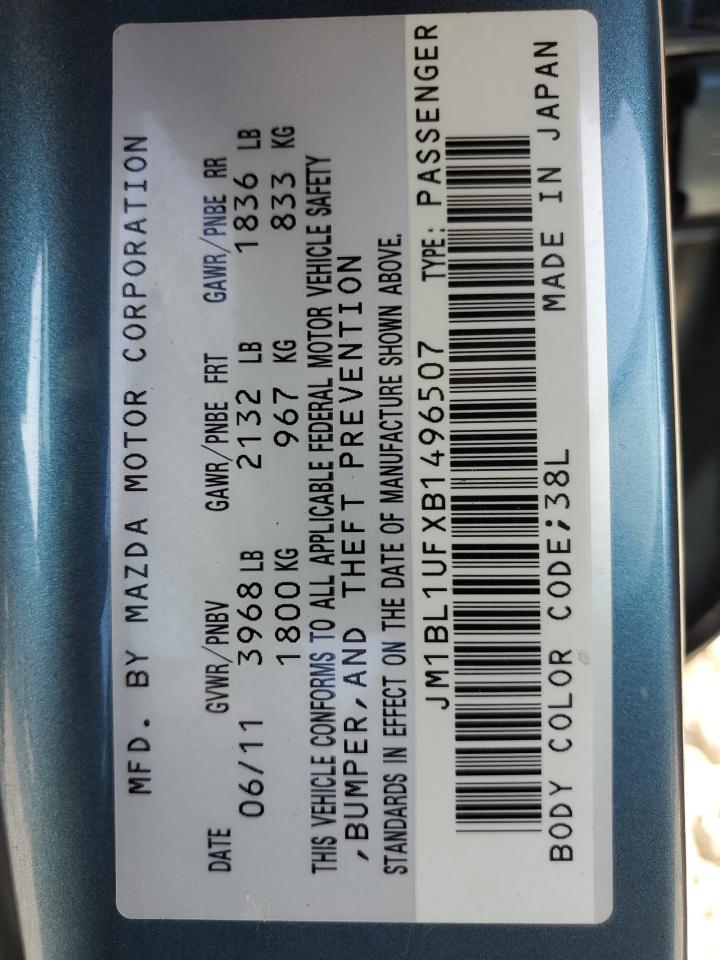 MFD. BY MAZDA MOTOR CORPORATION
DATE GVWR/PNBV GAWR/PNBE FRT GAWR/PNBE RR
06/11 3968 LB 2132 LB 1836 LB
1800 KG 967 KG 833 KG
THIS VEHICLE CONFORMS TO ALL APPLICABLE FEDERAL MOTOR VEHICLE SAFETY
,BUMPER,AND THEFT PREVENTION
STANDARDS IN EFFECT ON THE DATE OF MANUFACTURE SHOWN ABOVE.
JM1BL1UFXB1496507 TYPE: PASSENGER
BODY COLOR CODE;38L MADE IN JAPAN